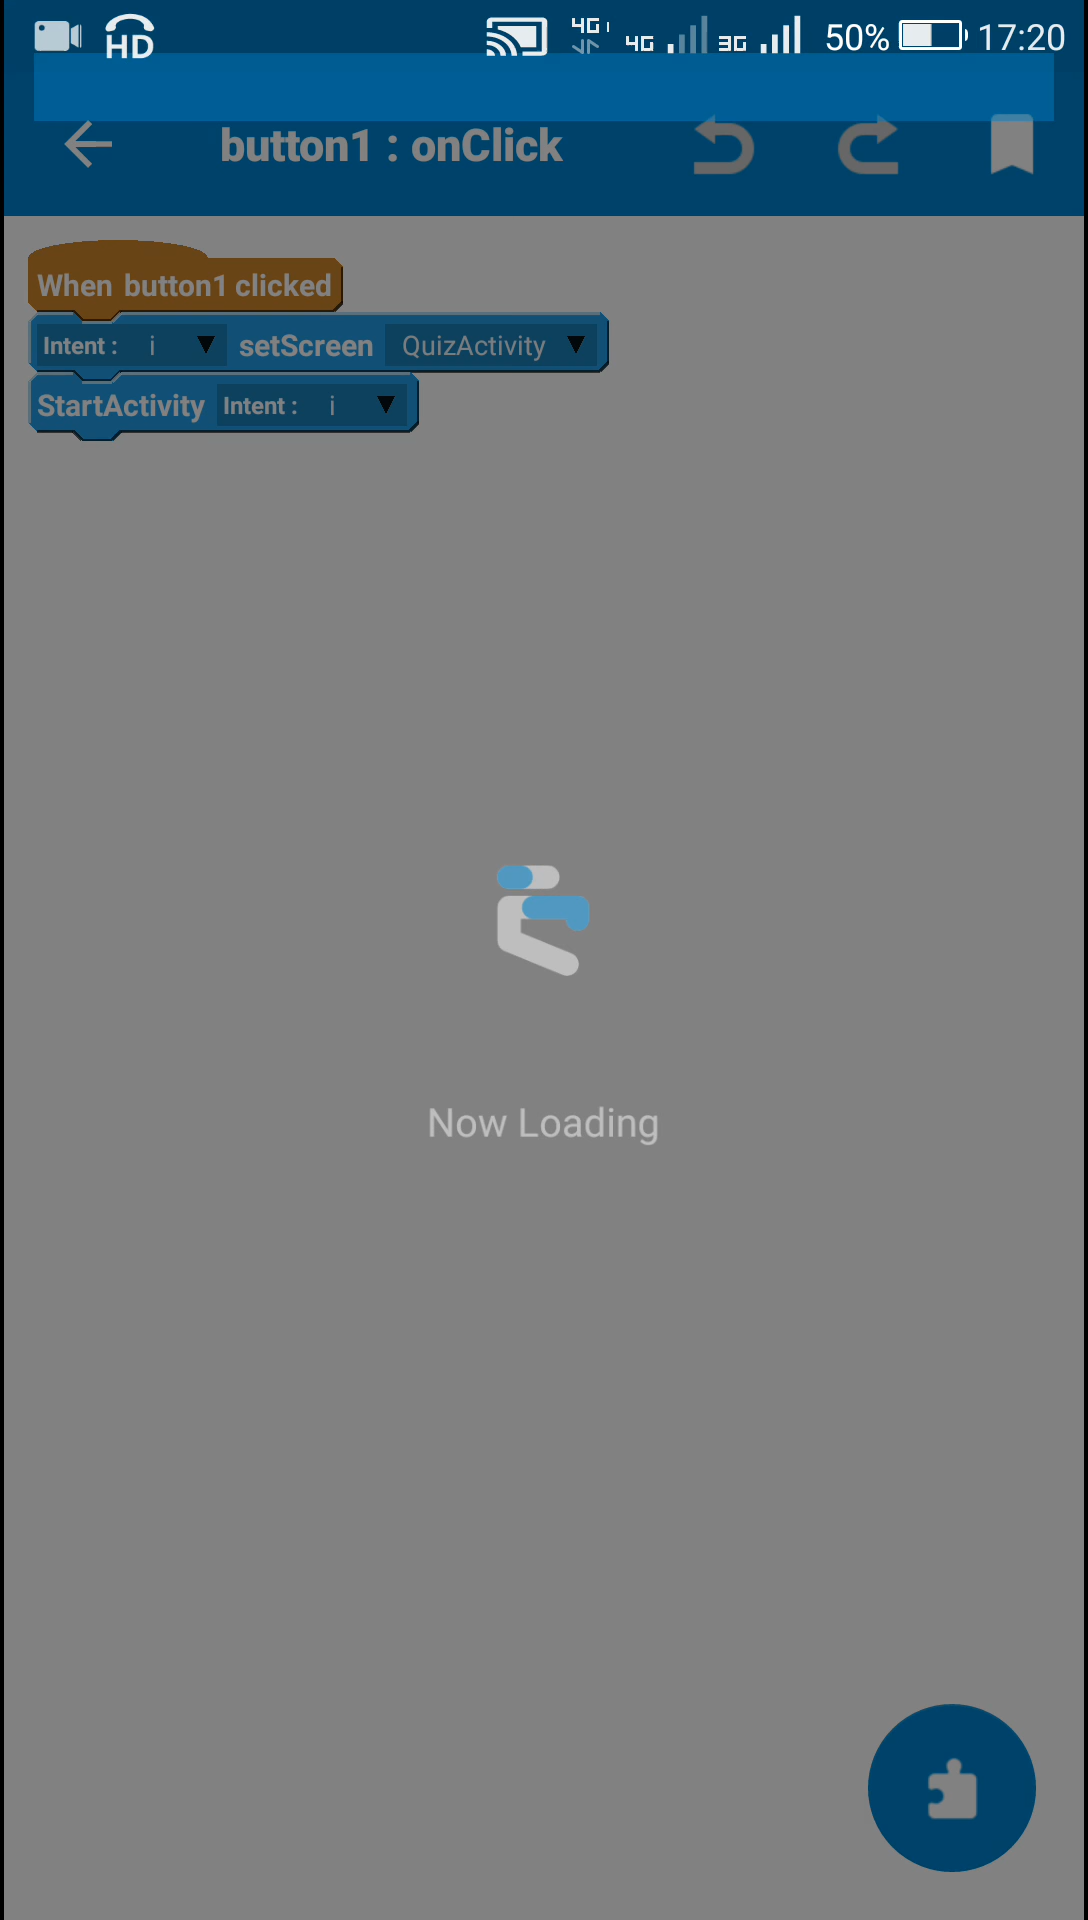 HD 4G 4G 3G 50% 17:20
button1 : onClick
When button1 clicked
Intent : i setScreen QuizActivity
StartActivity Intent : i
Now Loading